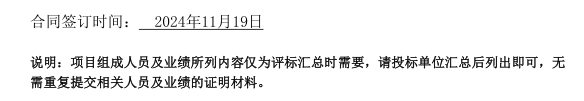 合同签订时间： 2024年11月19日
说明：项目组成人员及业绩所列内容仅为评标汇总时需要，请投标单位汇总后列出即可，无
需重复提交相关人员及业绩的证明材料。